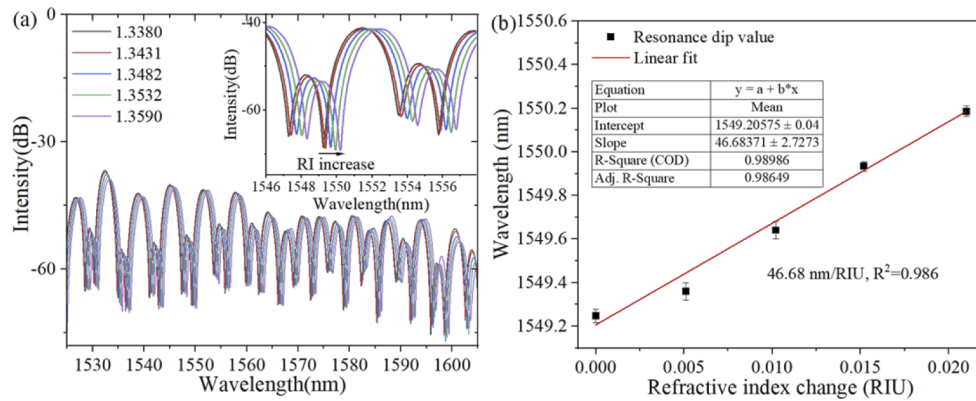 (a)
0
-30
-60
Intensity(dB)
1.3380
1.3431
1.3482
1.3532
1.3590
-40
-60
Intensity(dB)
RI increase
1546 1548 1550 1552 1554 1556
Wavelength(nm)
1530 1540 1550 1560 1570 1580 1590 1600
Wavelength(nm)
(b)
1550.6
1550.4
1550.2
1550.0
1549.8
1549.6
1549.4
1549.2
Wavelength (nm)
Resonance dip value
Linear fit
Equation y = a + b*x
Plot Mean
Intercept 1549.20575 ± 0.04
Slope 46.68371 ± 2.7273
R-Square (COD) 0.98986
Adj. R-Square 0.98649
46.68 nm/RIU, R²=0.986
0.000 0.005 0.010 0.015 0.020
Refractive index change (RIU)